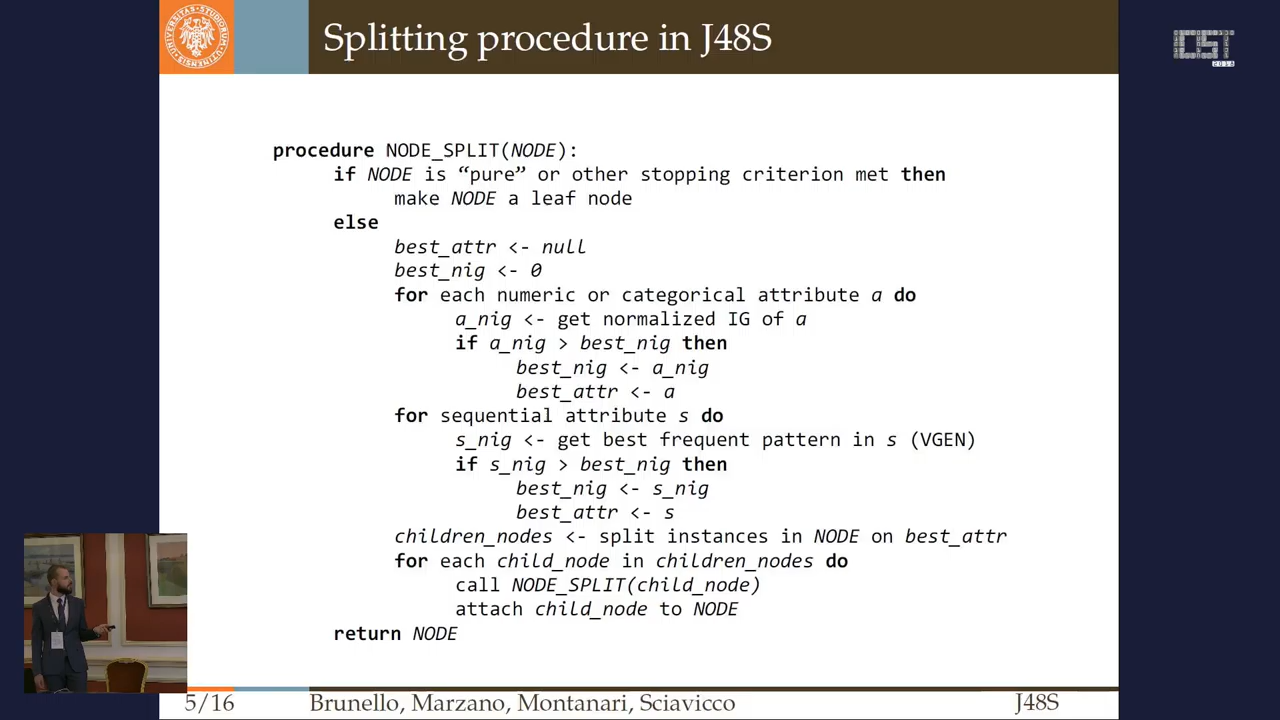 Splitting procedure in J48S
CSIT
2018
procedure NODE_SPLIT(NODE):
if NODE is “pure” or other stopping criterion met then
make NODE a leaf node
else
best_attr <- null
best_nig <- 0
for each numeric or categorical attribute a do
a_nig <- get normalized IG of a
if a_nig > best_nig then
best_nig <- a_nig
best_attr <- a
for sequential attribute s do
s_nig <- get best frequent pattern in s (VGEN)
if s_nig > best_nig then
best_nig <- s_nig
best_attr <- s
children_nodes <- split instances in NODE on best_attr
for each child_node in children_nodes do
call NODE_SPLIT(child_node)
attach child_node to NODE
return NODE
5/16 Brunello, Marzano, Montanari, Sciavicco J48S